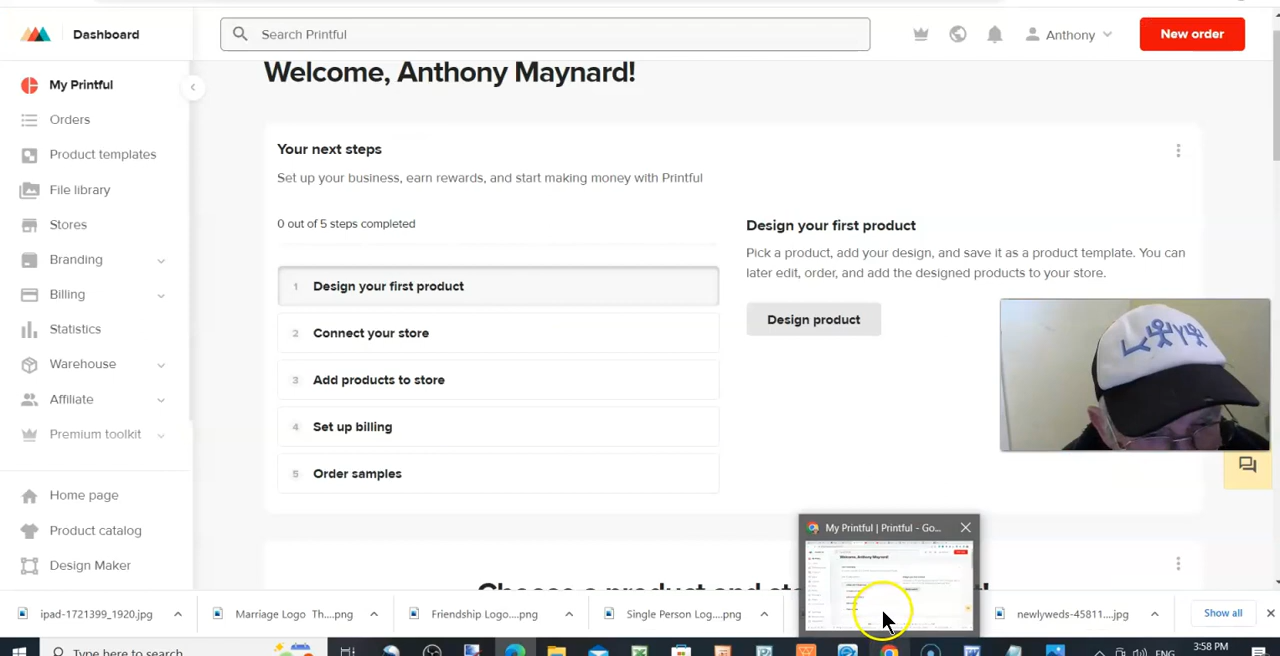 Dashboard
Search Printful
Anthony
New order
My Printful
Orders
Product templates
File library
Stores
Branding
Billing
Statistics
Warehouse
Affiliate
Premium toolkit
Home page
Product catalog
Design Maker
Welcome, Anthony Maynard!
Your next steps
Set up your business, earn rewards, and start making money with Printful
0 out of 5 steps completed
1 Design your first product
2 Connect your store
3 Add products to store
4 Set up billing
5 Order samples
Design your first product
Pick a product, add your design, and save it as a product template. You can
later edit, order, and add the designed products to your store.
Design product
My Printful | Printful - Go...
ipad-1721399_1920.jpg
Marriage Logo Th....png
Friendship Logo....png
Single Person Log....png
newlyweds-45811...jpg
Show all
Type here to search
ENG
3:58 PM